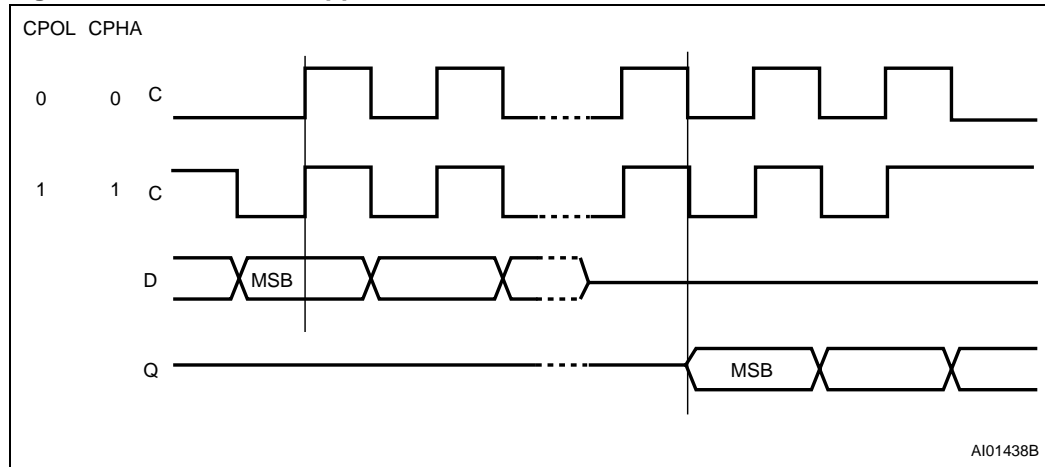 CPOL CPHA
0 0 C
1 1 C
D MSB
Q MSB
AI01438B